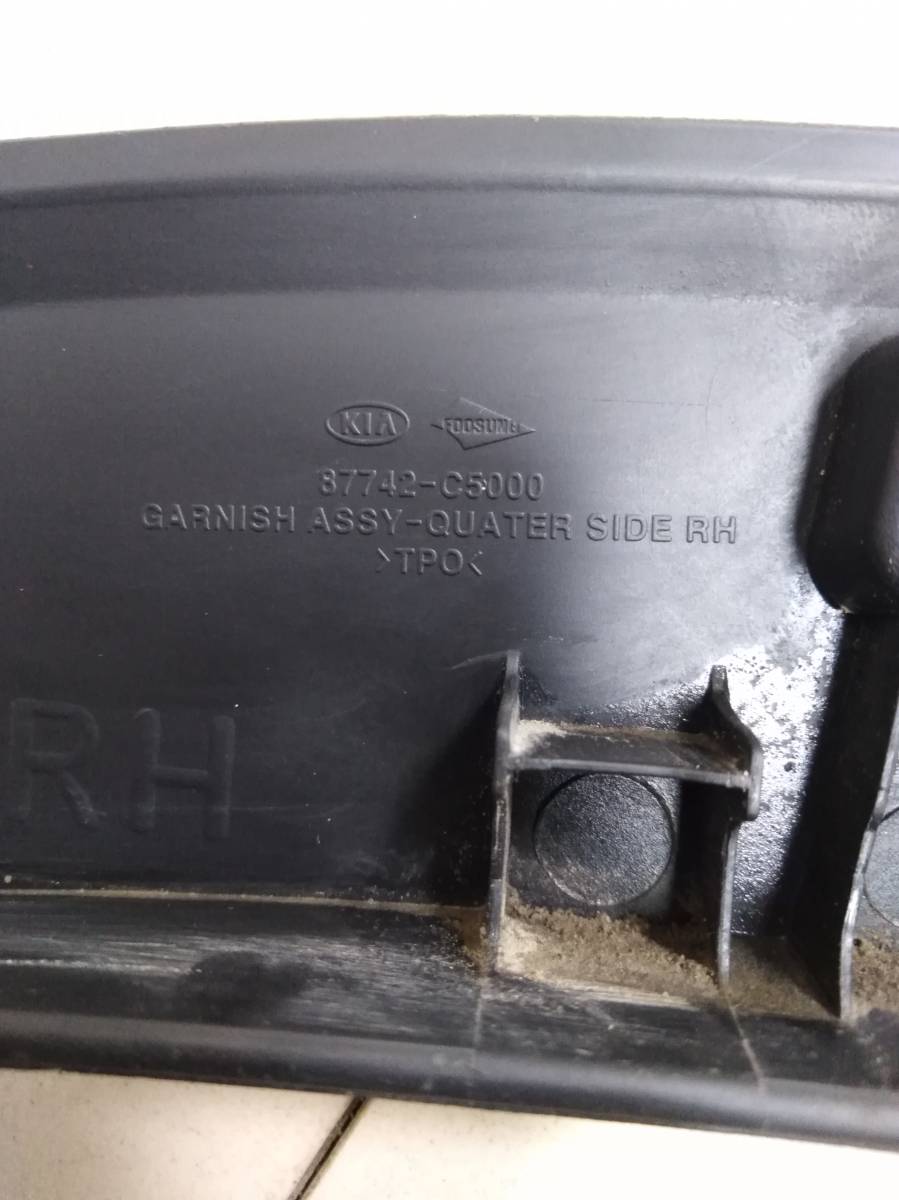 KIA FOOSUNG
87742-C5000
GARNISH ASSY-QUATER SIDE RH
>TPO<
RH